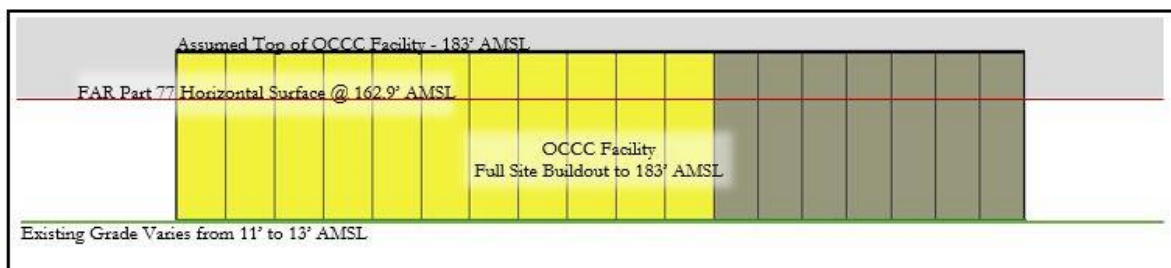 Assumed Top of OCCC Facility - 183' AMSL
FAR Part 77 Horizontal Surface @ 162.9' AMSL
OCCC Facility
Full Site Buildout to 183' AMSL
Existing Grade Varies from 11' to 13' AMSL